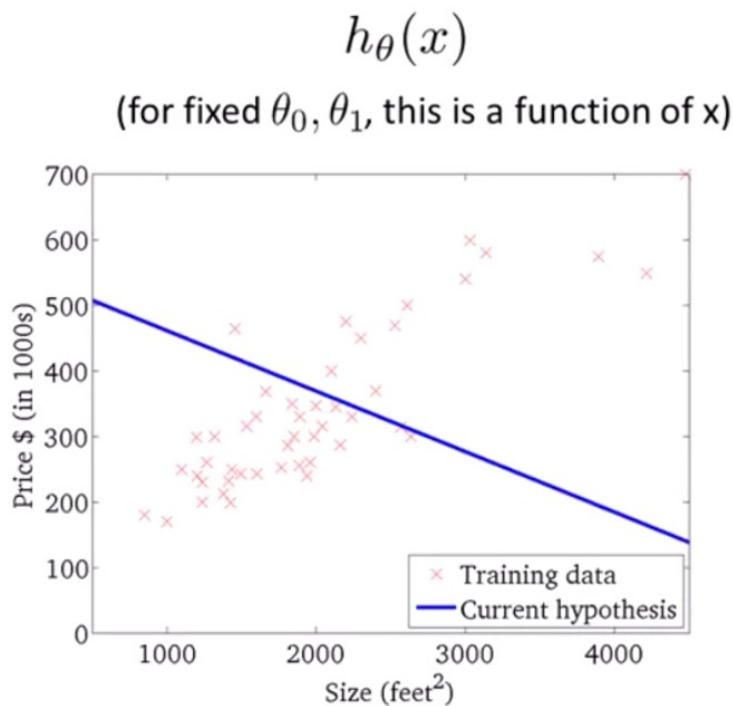 hθ(x)
(for fixed θ0, θ1, this is a function of x)
700
600
500
400
300
200
100
0
Price $ (in 1000s)
Training data
Current hypothesis
1000 2000 3000 4000
Size (feet²)